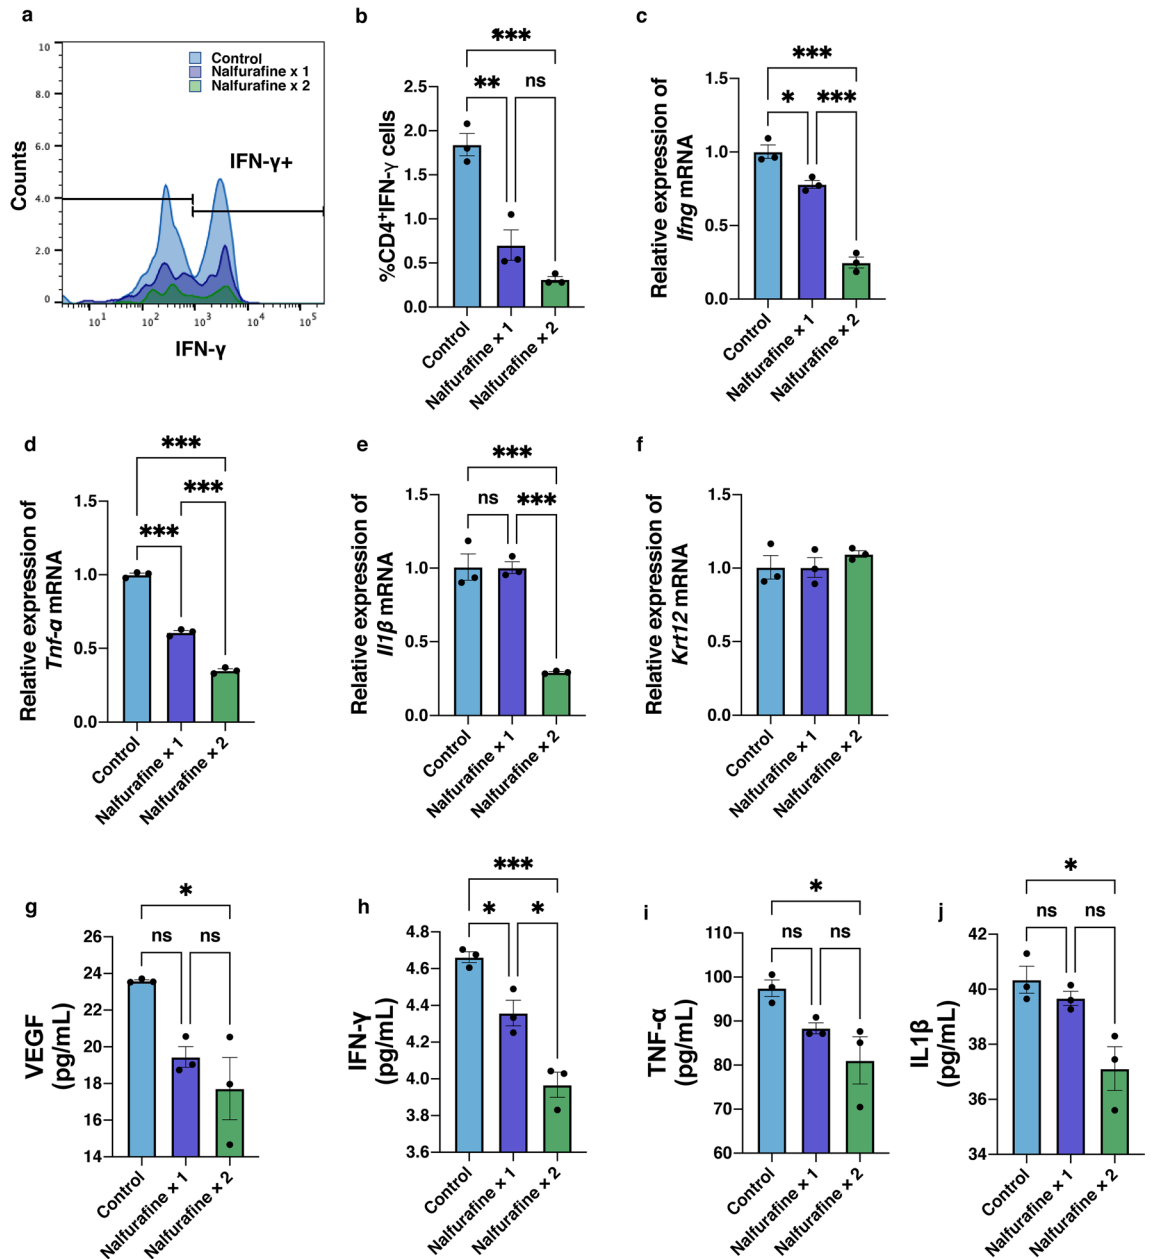 a
10
8.0
6.0
4.0
2.0
0
Counts
Control
Nalfurafine x 1
Nalfurafine x 2
IFN-γ+
10¹
10²
10³
10⁴
10⁵
IFN-γ
b
***
**
ns
2.5
2.0
1.5
1.0
0.5
0.0
%CD4⁺IFN-γ cells
Control
Nalfurafine × 1
Nalfurafine × 2
c
***
*
***
1.5
1.0
0.5
0.0
Relative expression of
Ifng mRNA
Control
Nalfurafine × 1
Nalfurafine × 2
d
***
***
***
1.5
1.0
0.5
0.0
Relative expression of
Tnf-α mRNA
Control
Nalfurafine × 1
Nalfurafine × 2
e
***
ns
***
1.5
1.0
0.5
0.0
Relative expression of
Il1β mRNA
Control
Nalfurafine × 1
Nalfurafine × 2
f
1.5
1.0
0.5
0.0
Relative expression of
Krt12 mRNA
Control
Nalfurafine × 1
Nalfurafine × 2
g
*
ns
ns
26
24
22
20
18
16
14
VEGF
(pg/mL)
Control
Nalfurafine × 1
Nalfurafine × 2
h
***
*
*
4.8
4.6
4.4
4.2
4.0
3.8
3.6
IFN-γ
(pg/mL)
Control
Nalfurafine × 1
Nalfurafine × 2
i
*
ns
ns
110
100
90
80
70
60
TNF-α
(pg/mL)
Control
Nalfurafine × 1
Nalfurafine × 2
j
*
ns
ns
42
40
38
36
34
IL1β
(pg/mL)
Control
Nalfurafine × 1
Nalfurafine × 2